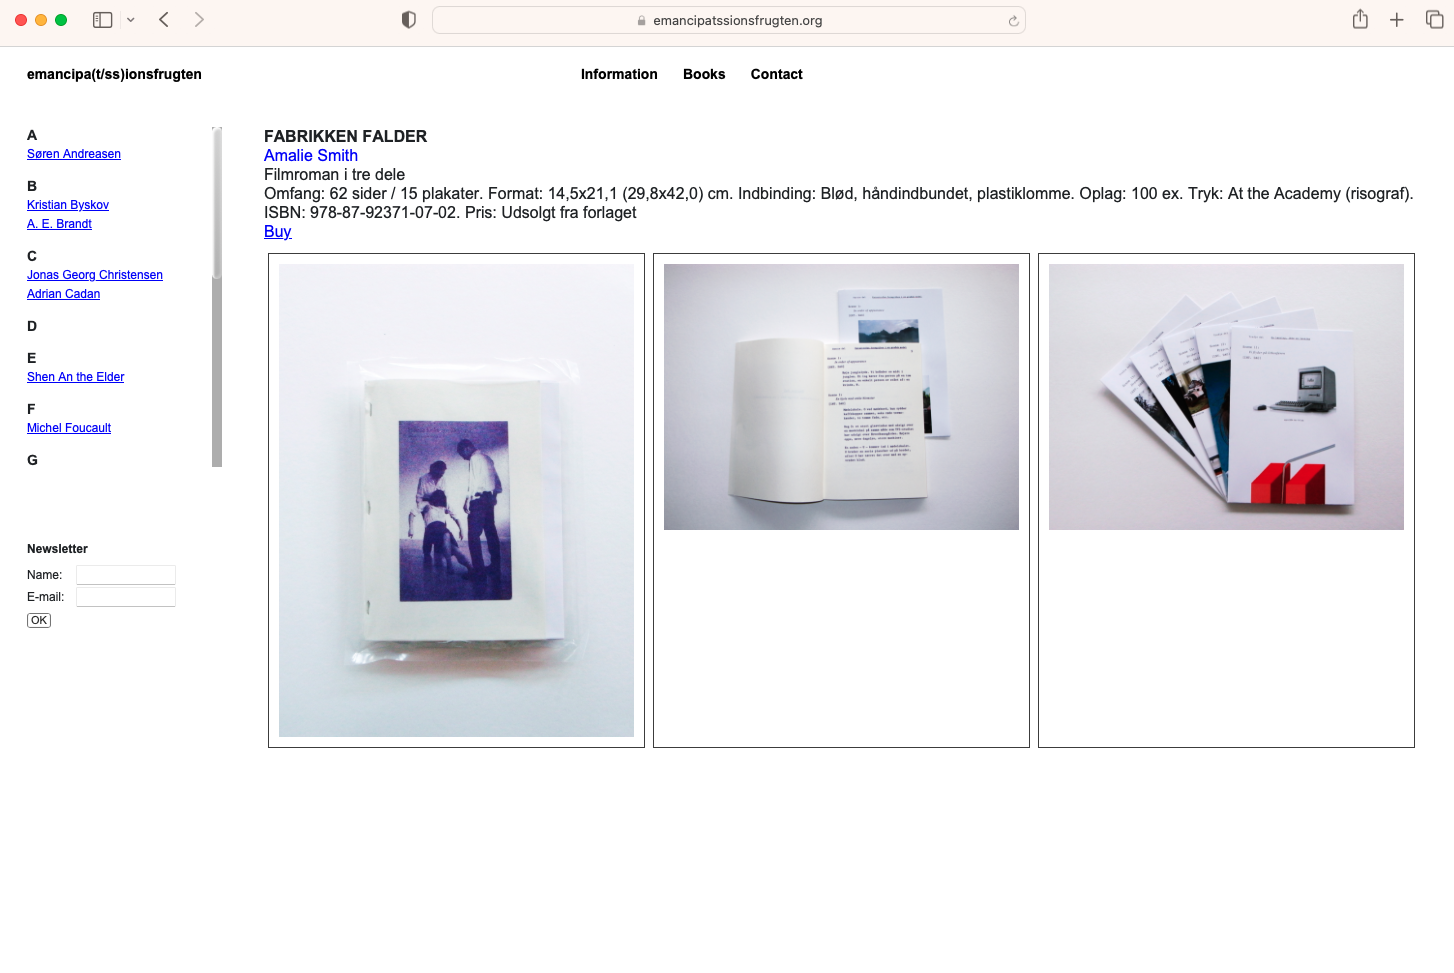 emancipatssionsfrugten.org
emancipa(t/ss)ionsfrugten
Information Books Contact
A
Søren Andreasen
B
Kristian Byskov
A. E. Brandt
C
Jonas Georg Christensen
Adrian Cadan
D
E
Shen An the Elder
F
Michel Foucault
G
Newsletter
Name:
E-mail:
OK
FABRIKKEN FALDER
Amalie Smith
Filmroman i tre dele
Omfang: 62 sider / 15 plakater. Format: 14,5x21,1 (29,8x42,0) cm. Indbinding: Blød, håndindbundet, plastiklomme. Oplag: 100 ex. Tryk: At the Academy (risograf).
ISBN: 978-87-92371-07-02. Pris: Udsolgt fra forlaget
Buy